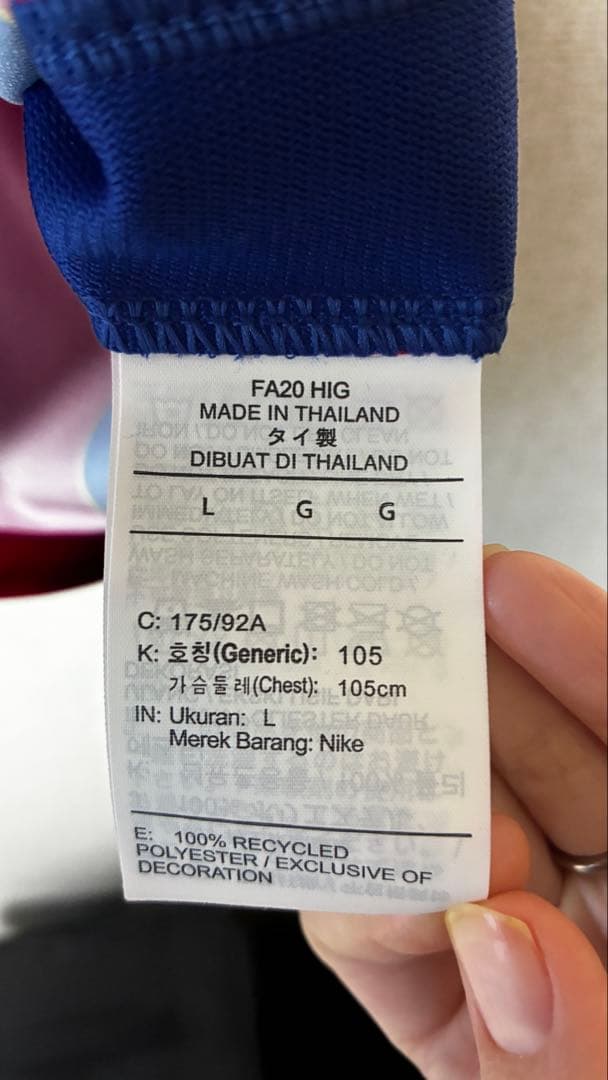 FA20 HIG
MADE IN THAILAND
タイ製
DIBUAT DI THAILAND
L G G
C: 175/92A
K: 호칭(Generic): 105
가슴둘레(Chest): 105cm
IN: Ukuran: L
Merek Barang: Nike
E: 100% RECYCLED
POLYESTER / EXCLUSIVE OF
DECORATION